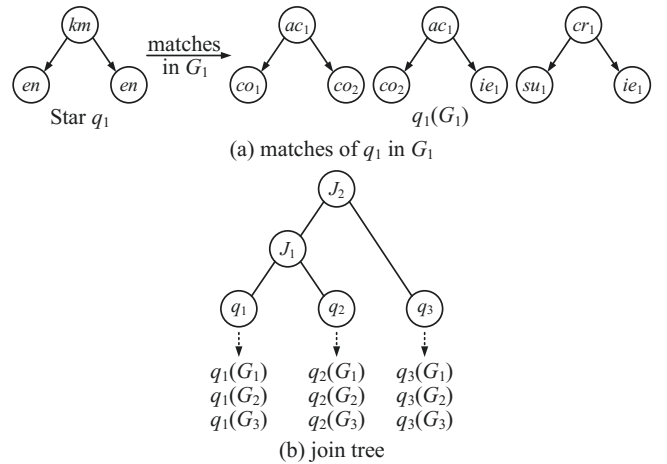 km
matches
in G₁
ac₁
ac₁
cr₁
en
en
co₁
co₂
co₂
ie₁
su₁
ie₁
Star q₁
q₁(G₁)
(a) matches of q₁ in G₁
J₂
J₁
q₁
q₂
q₃
q₁(G₁)
q₂(G₁)
q₃(G₁)
q₁(G₂)
q₂(G₂)
q₃(G₂)
q₁(G₃)
q₂(G₃)
q₃(G₃)
(b) join tree